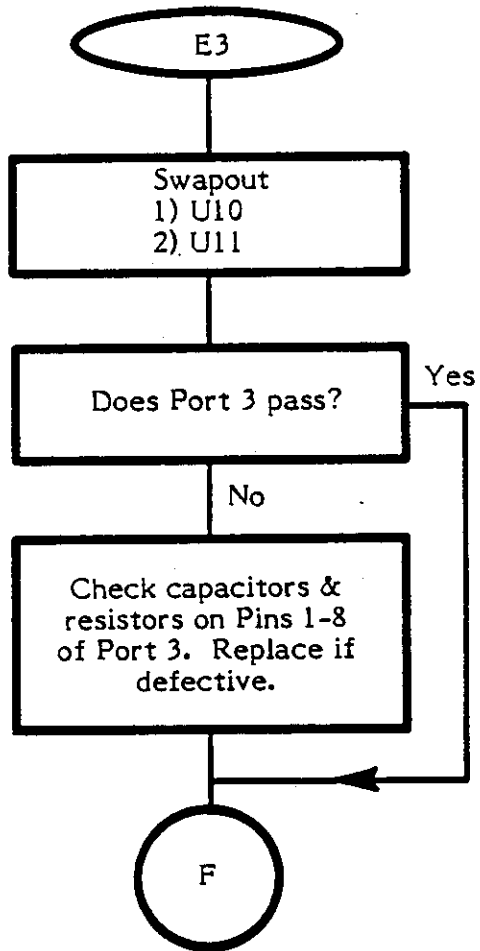 E3
Swapout
1) U10
2) U11
Does Port 3 pass?
Yes
No
Check capacitors &
resistors on Pins 1-8
of Port 3. Replace if
defective.
F